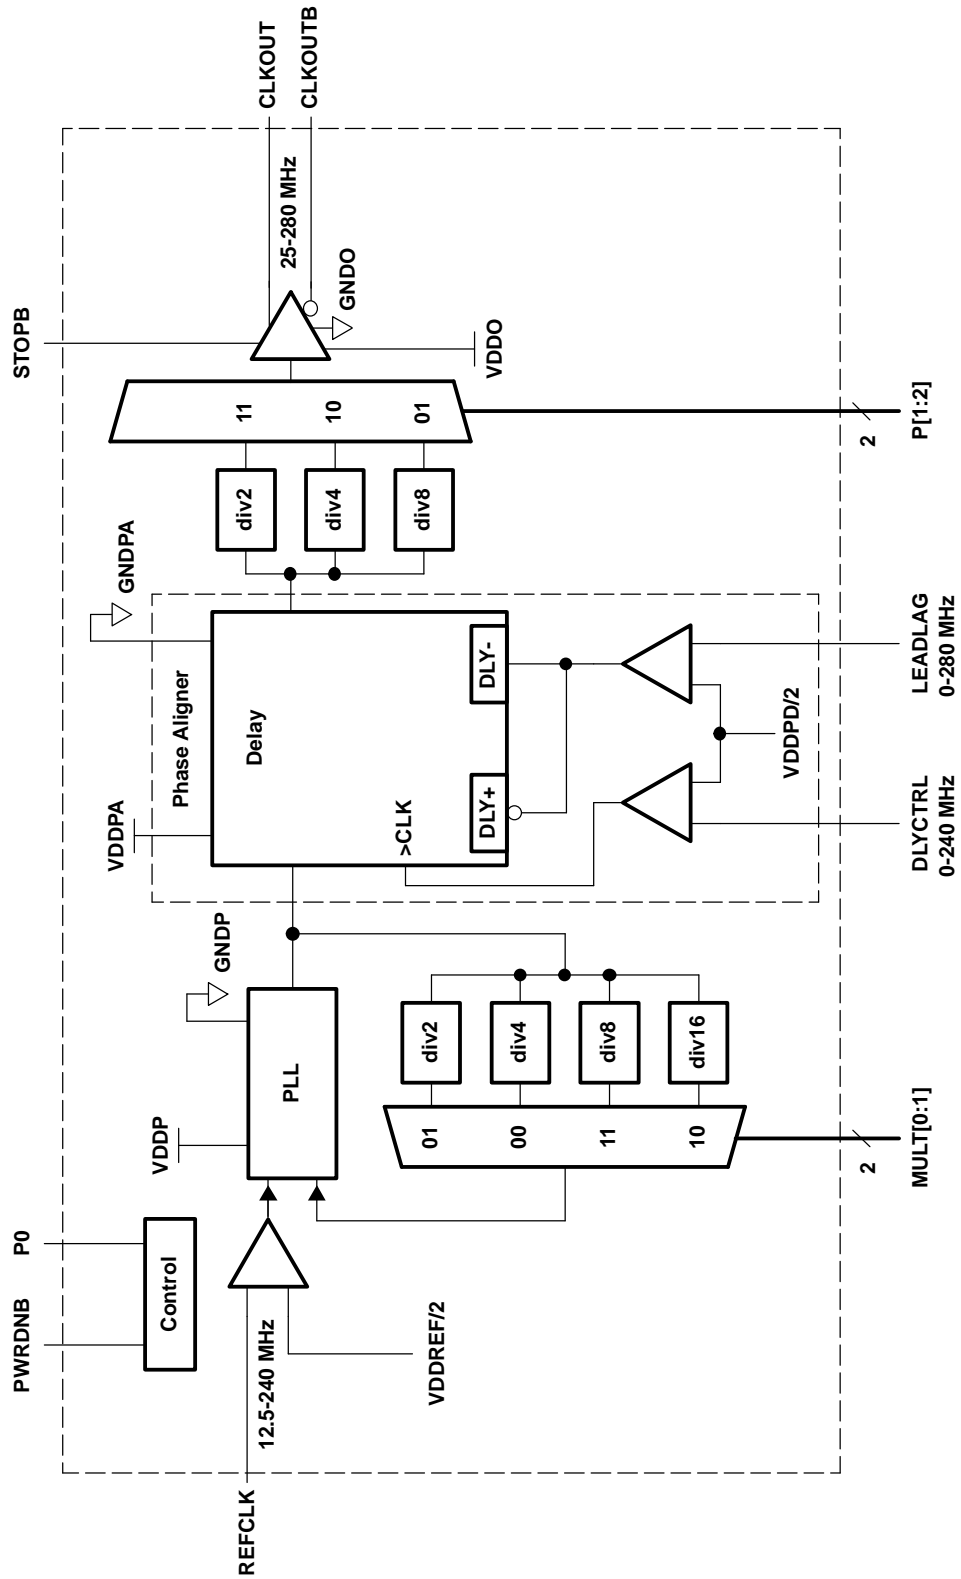 PWRDNB
P0
STOPB
Control
VDDP
GNDP
VDDPA
GNDPA
REFCLK
12.5-240 MHz
PLL
Phase Aligner
Delay
>CLK
DLY+
DLY-
div2
div4
div8
11
10
01
25-280 MHz
CLKOUT
CLKOUTB
GNDO
VDDO
VDDREF/2
01
00
11
10
div2
div4
div8
div16
VDDPD/2
2
MULT[0:1]
DLYCTRL
0-240 MHz
LEADLAG
0-280 MHz
2
P[1:2]